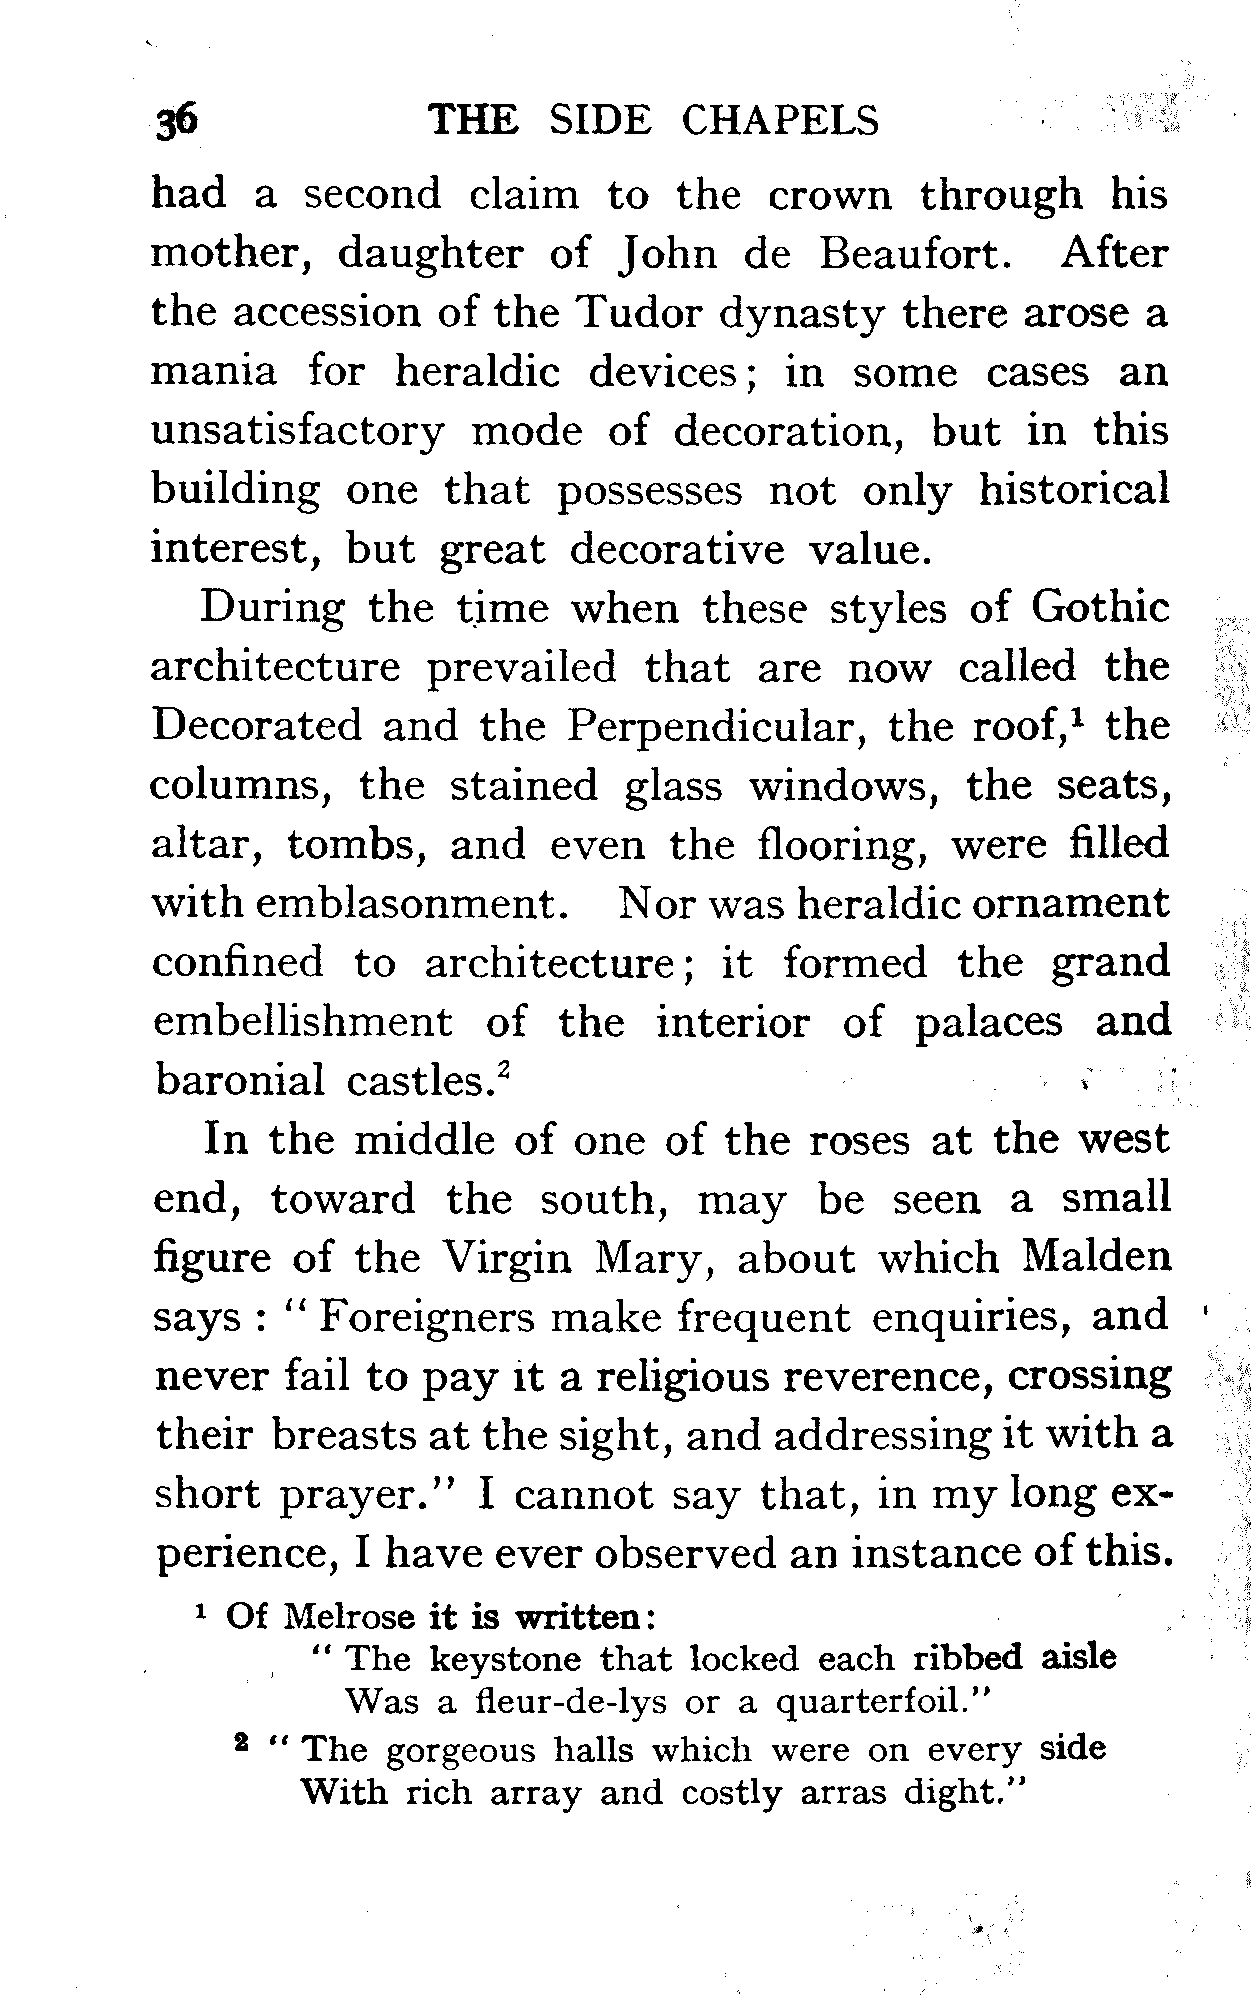 36 THE SIDE CHAPELS
had a second claim to the crown through his
mother, daughter of John de Beaufort. After
the accession of the Tudor dynasty there arose a
mania for heraldic devices; in some cases an
unsatisfactory mode of decoration, but in this
building one that possesses not only historical
interest, but great decorative value.
During the time when these styles of Gothic
architecture prevailed that are now called the
Decorated and the Perpendicular, the roof,¹ the
columns, the stained glass windows, the seats,
altar, tombs, and even the flooring, were filled
with emblasonment. Nor was heraldic ornament
confined to architecture; it formed the grand
embellishment of the interior of palaces and
baronial castles.²
In the middle of one of the roses at the west
end, toward the south, may be seen a small
figure of the Virgin Mary, about which Malden
says : " Foreigners make frequent enquiries, and
never fail to pay it a religious reverence, crossing
their breasts at the sight, and addressing it with a
short prayer." I cannot say that, in my long ex-
perience, I have ever observed an instance of this.
¹ Of Melrose it is written:
" The keystone that locked each ribbed aisle
Was a fleur-de-lys or a quarterfoil."
² " The gorgeous halls which were on every side
With rich array and costly arras dight."